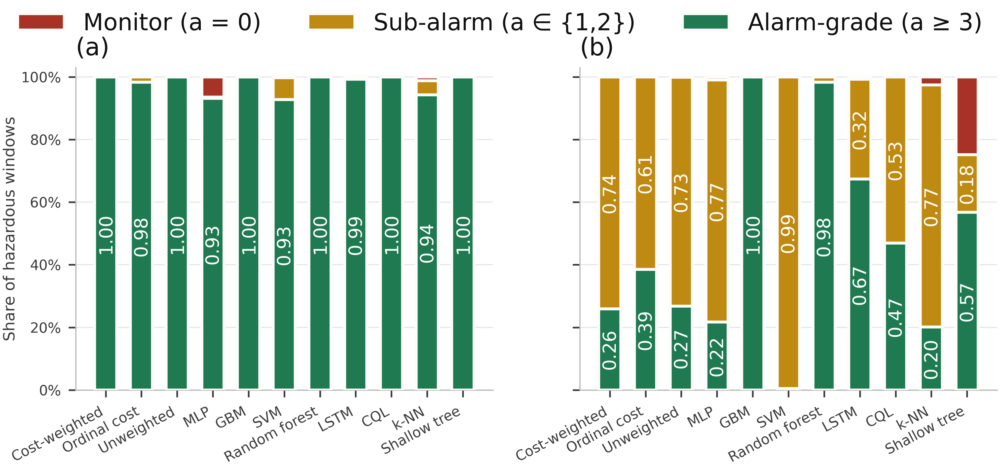 Monitor (a = 0) Sub-alarm (a ∈ {1,2}) Alarm-grade (a ≥ 3)
(a)
Share of hazardous windows
100%
80%
60%
40%
20%
0%
1.00
0.98
1.00
0.93
1.00
0.93
1.00
0.99
1.00
0.94
1.00
Cost-weighted
Ordinal cost
Unweighted
MLP
GBM
SVM
Random forest
LSTM
CQL
k-NN
Shallow tree
(b)
0.74
0.26
0.61
0.39
0.73
0.27
0.77
0.22
1.00
0.99
0.98
0.32
0.67
0.53
0.47
0.77
0.20
0.18
0.57
Cost-weighted
Ordinal cost
Unweighted
MLP
GBM
SVM
Random forest
LSTM
CQL
k-NN
Shallow tree